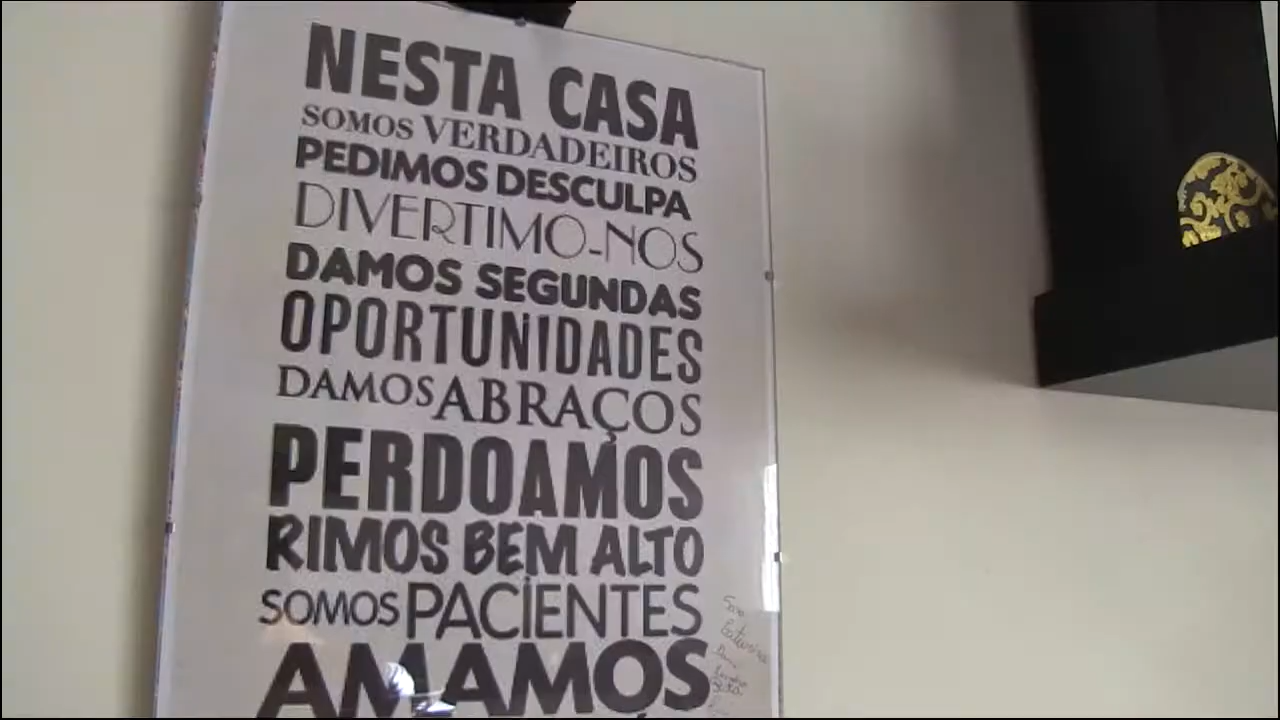 NESTA CASA
SOMOS VERDADEIROS
PEDIMOS DESCULPA
DIVERTIMO-NOS
DAMOS SEGUNDAS
OPORTUNIDADES
DAMOS ABRAÇOS
PERDOAMOS
RIMOS BEM ALTO
SOMOS PACIENTES
AMAMOS